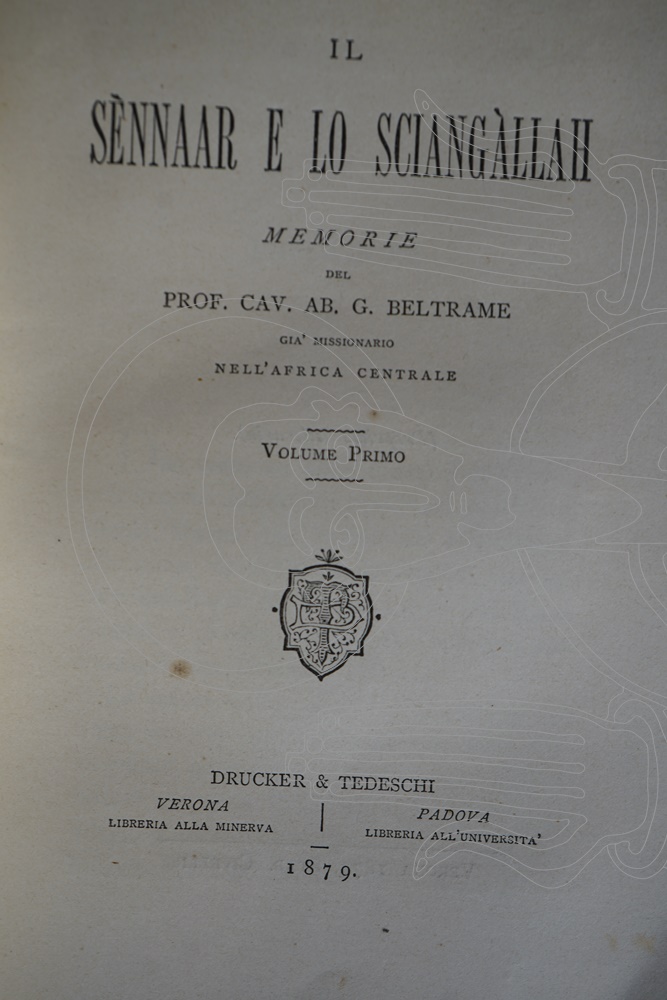 IL
SÈNNAAR E LO SCIANGÀLLAH
MEMORIE
DEL
PROF. CAV. AB. G. BELTRAME
GIA' MISSIONARIO
NELL'AFRICA CENTRALE
VOLUME PRIMO
DRUCKER & TEDESCHI
VERONA
LIBRERIA ALLA MINERVA
PADOVA
LIBRERIA ALL'UNIVERSITA'
1879.